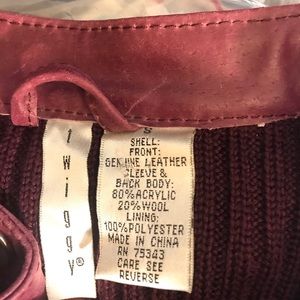 twiggy®
S
SHELL:
FRONT:
GENUINE LEATHER
SLEEVE &
BACK BODY:
80%ACRYLIC
20%WOOL
LINING:
100%POLYESTER
MADE IN
CHINA
RN 75343
CARE SEE
REVERSE